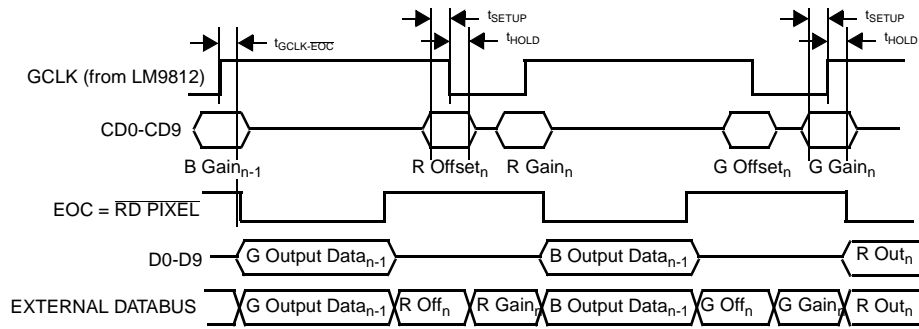 tSETUP tSETUP
tGCLK-EOC tHOLD tHOLD
GCLK (from LM9812)
CD0-CD9
B Gainn-1 R Offsetn R Gainn G Offsetn G Gainn
EOC = RD PIXEL
D0-D9 G Output Datan-1 B Output Datan-1 R Outn
EXTERNAL DATABUS G Output Datan-1 R Offn R Gainn B Output Datan-1 G Offn G Gainn R Outn